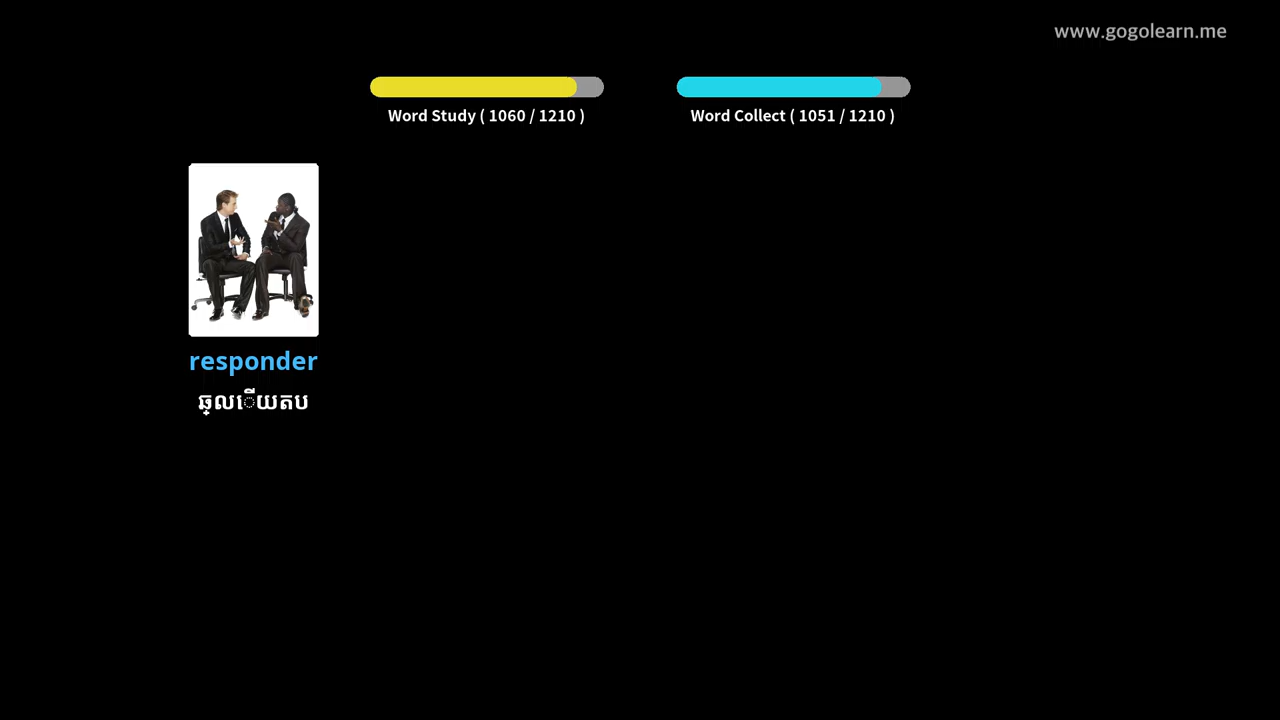 www.gogolearn.me
Word Study ( 1060 / 1210 )
Word Collect ( 1051 / 1210 )
responder
ឆ្លើយតប